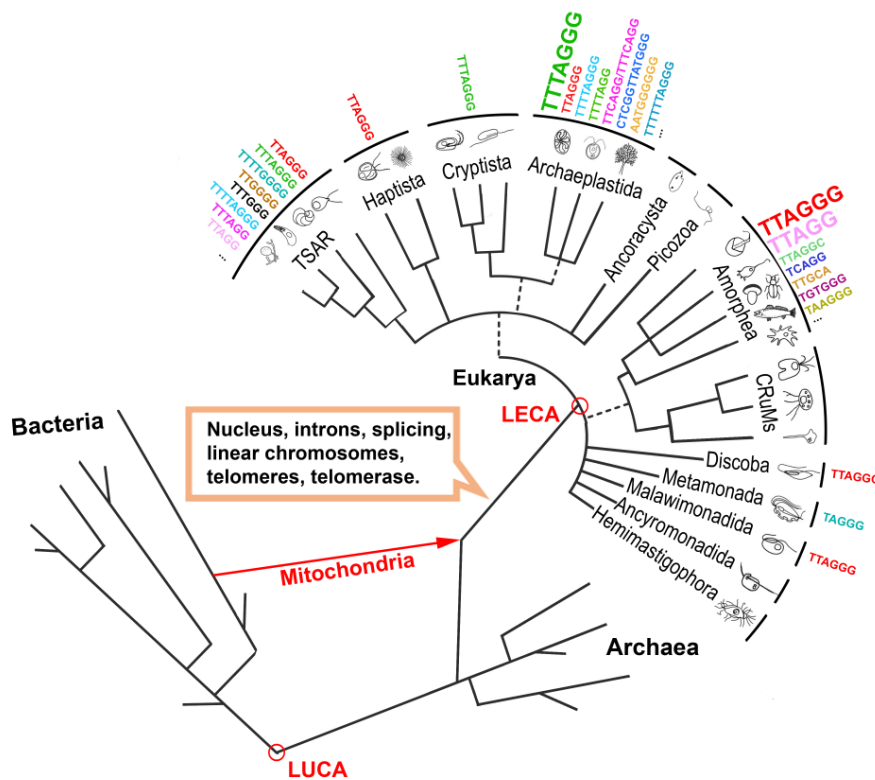 TTAGGG
TTTAGGG
TTTTGGGG
TTGGGG
TTTGGG
TTTTAGGG
TTTAGG
TTAGG
...
TSAR
TTAGGG
Haptista
TTTAGGG
Cryptista
TTTAGGG
TTAGGG
TTTTAGGG
TTTTAGG
TTCAGG/TTTCAGG
CTCGGTTATGGG
AATGGGGGG
TTTTTTAGGG
...
Archaeplastida
Ancoracysta
Picozoa
TTAGGG
TTAGG
TTAGGC
TCAGG
TTGCA
TGTGGG
TAAGGG
...
Amorphea
CRuMs
Eukarya
LECA
Discoba
TTAGGG
Metamonada
TAGGG
Malawimonadida
TTAGGG
Ancyromonadida
Hemimastigophora
Bacteria
Nucleus, introns, splicing,
linear chromosomes,
telomeres, telomerase.
Mitochondria
Archaea
LUCA